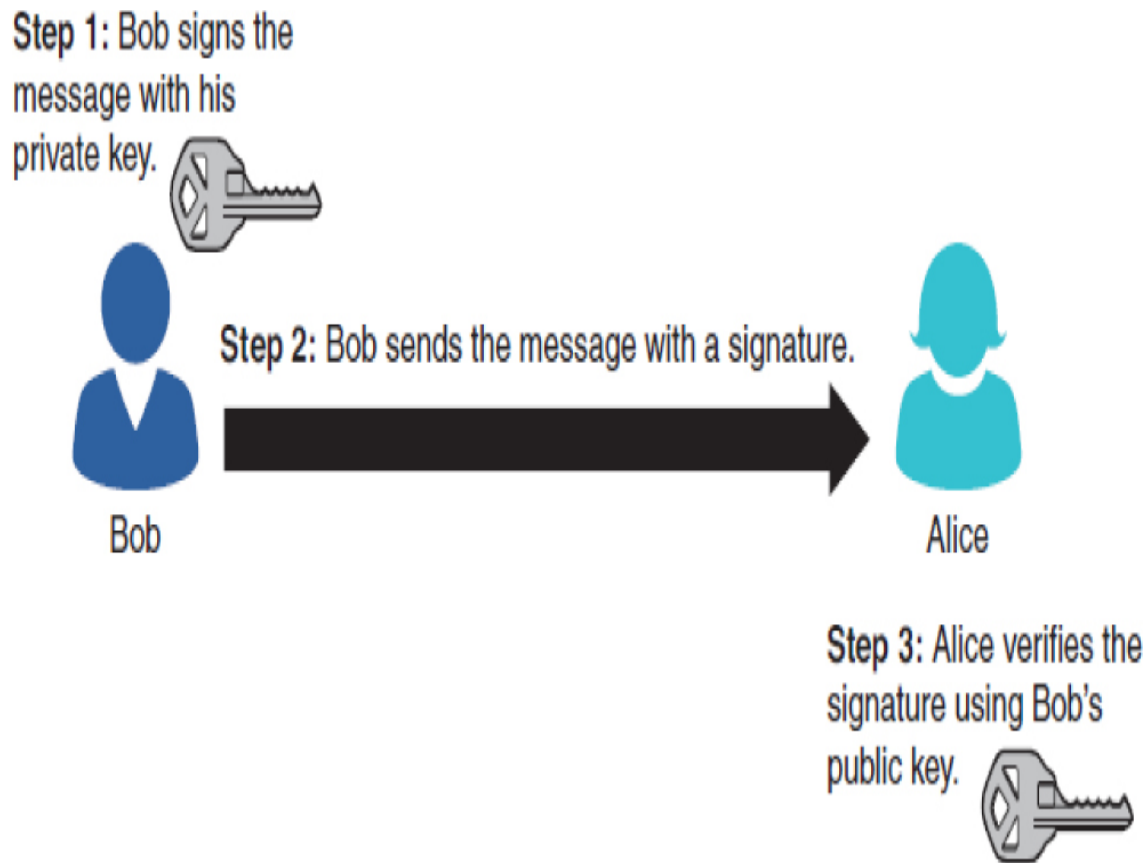 Step 1: Bob signs the
message with his
private key.
Step 2: Bob sends the message with a signature.
Bob
Alice
Step 3: Alice verifies the
signature using Bob’s
public key.